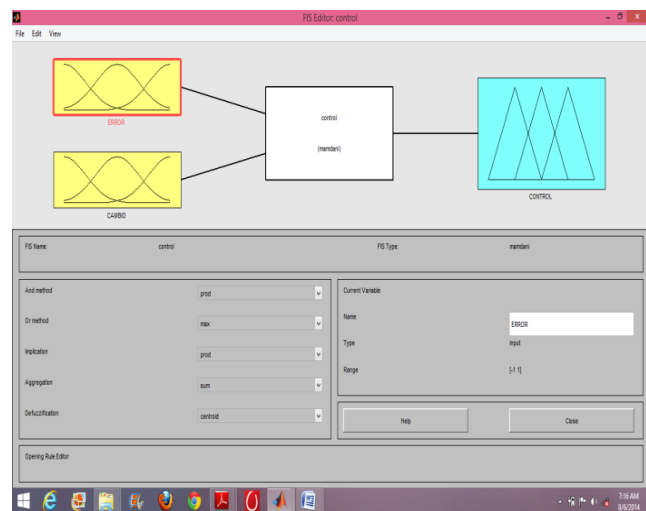 FIS Editor: control
File Edit View
ERROR
control
(mamdani)
CAMBIO
CONTROL
FIS Name: control FIS Type: mamdani
And method prod
Or method max
Implication prod
Aggregation sum
Defuzzification centroid
Current Variable
Name ERROR
Type input
Range [-1 1]
Help Close
Opening Rule Editor
7:16 AM
8/6/2014